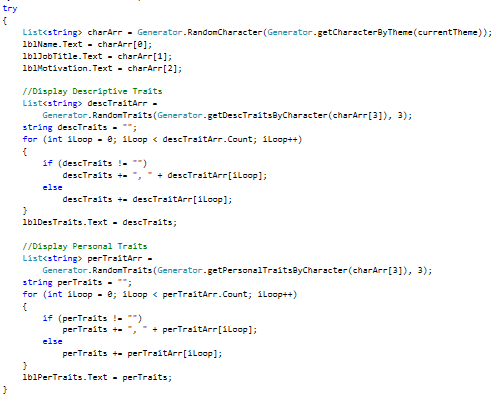 try
{
    List<string> charArr = Generator.RandomCharacter(Generator.getCharacterByTheme(currentTheme));
    lblName.Text = charArr[0];
    lblJobTitle.Text = charArr[1];
    lblMotivation.Text = charArr[2];

    //Display Descriptive Traits
    List<string> descTraitArr =
        Generator.RandomTraits(Generator.getDescTraitsByCharacter(charArr[3]), 3);
    string descTraits = "";
    for (int iLoop = 0; iLoop < descTraitArr.Count; iLoop++)
    {
        if (descTraits != "")
            descTraits += ", " + descTraitArr[iLoop];
        else
            descTraits += descTraitArr[iLoop];
    }
    lblDesTraits.Text = descTraits;

    //Display Personal Traits
    List<string> perTraitArr =
        Generator.RandomTraits(Generator.getPersonalTraitsByCharacter(charArr[3]), 3);
    string perTraits = "";
    for (int iLoop = 0; iLoop < perTraitArr.Count; iLoop++)
    {
        if (perTraits != "")
            perTraits += ", " + perTraitArr[iLoop];
        else
            perTraits += perTraitArr[iLoop];
    }
    lblPerTraits.Text = perTraits;
}